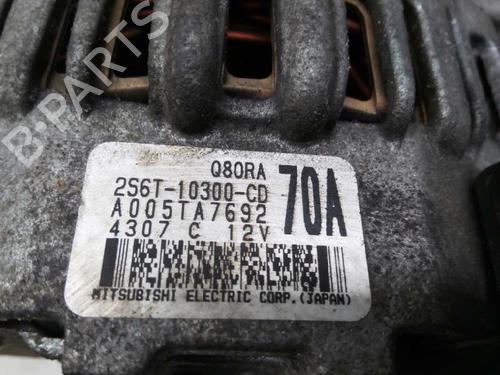 B-PARTS
Q80RA
2S6T-10300-CD
70A
A005TA7692
4307 C 12V
MITSUBISHI ELECTRIC CORP.(JAPAN)